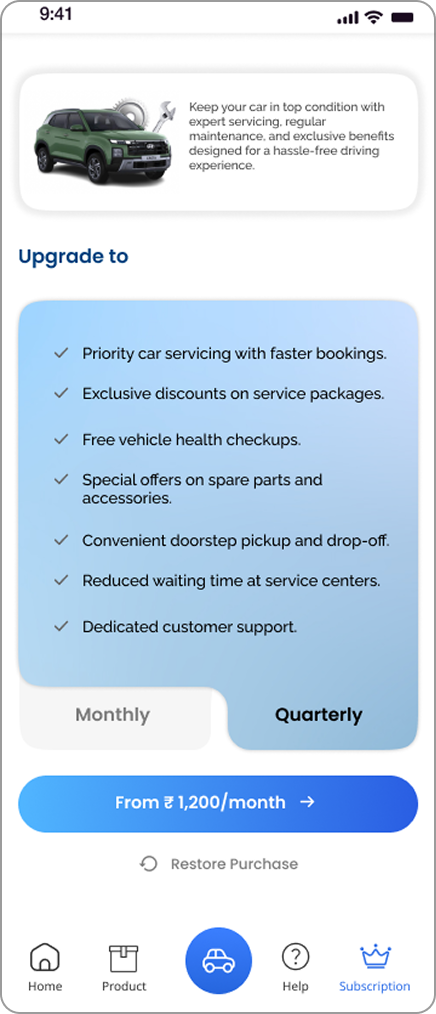 9:41
Keep your car in top condition with
expert servicing, regular
maintenance, and exclusive benefits
designed for a hassle-free driving
experience.
Upgrade to
Priority car servicing with faster bookings.
Exclusive discounts on service packages.
Free vehicle health checkups.
Special offers on spare parts and
accessories.
Convenient doorstep pickup and drop-off.
Reduced waiting time at service centers.
Dedicated customer support.
Monthly
Quarterly
From ₹ 1,200/month →
Restore Purchase
Home
Product
Help
Subscription